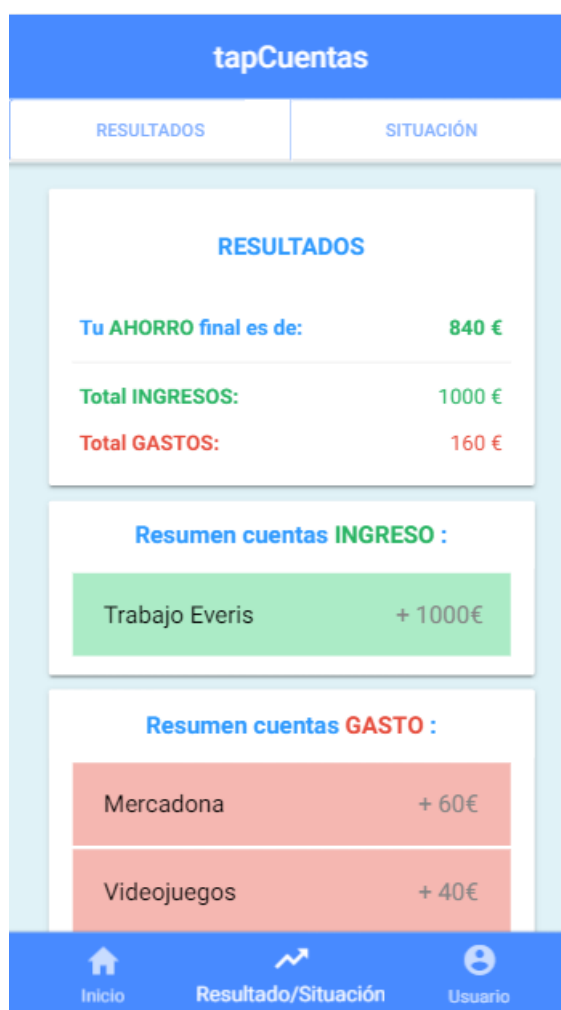 tapCuentas
RESULTADOS SITUACIÓN
RESULTADOS
Tu AHORRO final es de: 840 €
Total INGRESOS: 1000 €
Total GASTOS: 160 €
Resumen cuentas INGRESO :
Trabajo Everis + 1000€
Resumen cuentas GASTO :
Mercadona + 60€
Videojuegos + 40€
Inicio Resultado/Situación Usuario